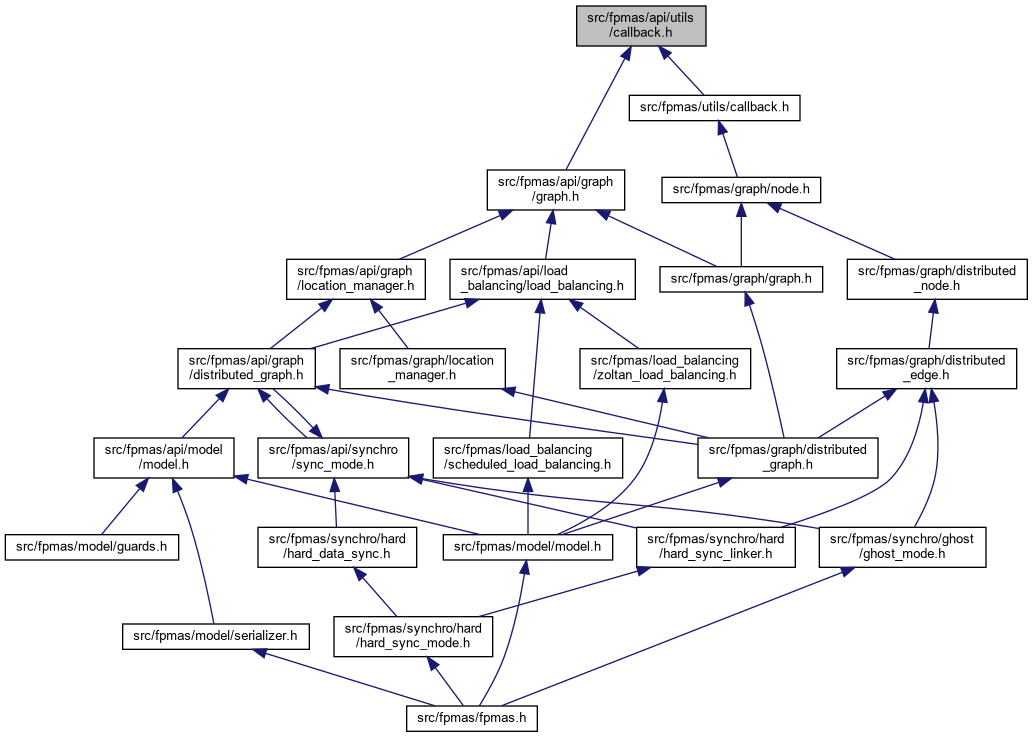 src/fpmas/api/utils
/callback.h
src/fpmas/utils/callback.h
src/fpmas/api/graph
/graph.h
src/fpmas/graph/node.h
src/fpmas/api/graph
/location_manager.h
src/fpmas/api/load
_balancing/load_balancing.h
src/fpmas/graph/graph.h
src/fpmas/graph/distributed
_node.h
src/fpmas/api/graph
/distributed_graph.h
src/fpmas/graph/location
_manager.h
src/fpmas/load_balancing
/zoltan_load_balancing.h
src/fpmas/graph/distributed
_edge.h
src/fpmas/api/model
/model.h
src/fpmas/api/synchro
/sync_mode.h
src/fpmas/load_balancing
/scheduled_load_balancing.h
src/fpmas/graph/distributed
_graph.h
src/fpmas/model/guards.h
src/fpmas/synchro/hard
/hard_data_sync.h
src/fpmas/model/model.h
src/fpmas/synchro/hard
/hard_sync_linker.h
src/fpmas/synchro/ghost
/ghost_mode.h
src/fpmas/model/serializer.h
src/fpmas/synchro/hard
/hard_sync_mode.h
src/fpmas/fpmas.h